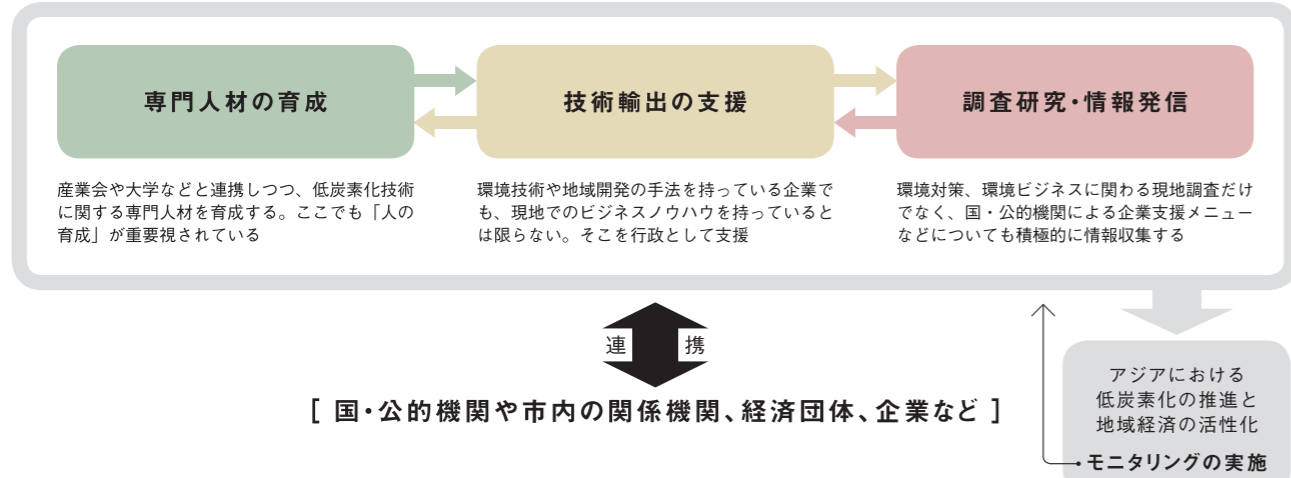 専門人材の育成
技術輸出の支援
調査研究・情報発信
産業会や大学などと連携しつつ、低炭素化技術
に関する専門人材を育成する。ここでも「人の
育成」が重要視されている
環境技術や地域開発の手法を持っている企業で
も、現地でのビジネスノウハウを持っていると
は限らない。そこを行政として支援
環境対策、環境ビジネスに関わる現地調査だけ
でなく、国・公的機関による企業支援メニュー
などについても積極的に情報収集する
連携
[ 国・公的機関や市内の関係機関、経済団体、企業など ]
アジアにおける
低炭素化の推進と
地域経済の活性化
モニタリングの実施